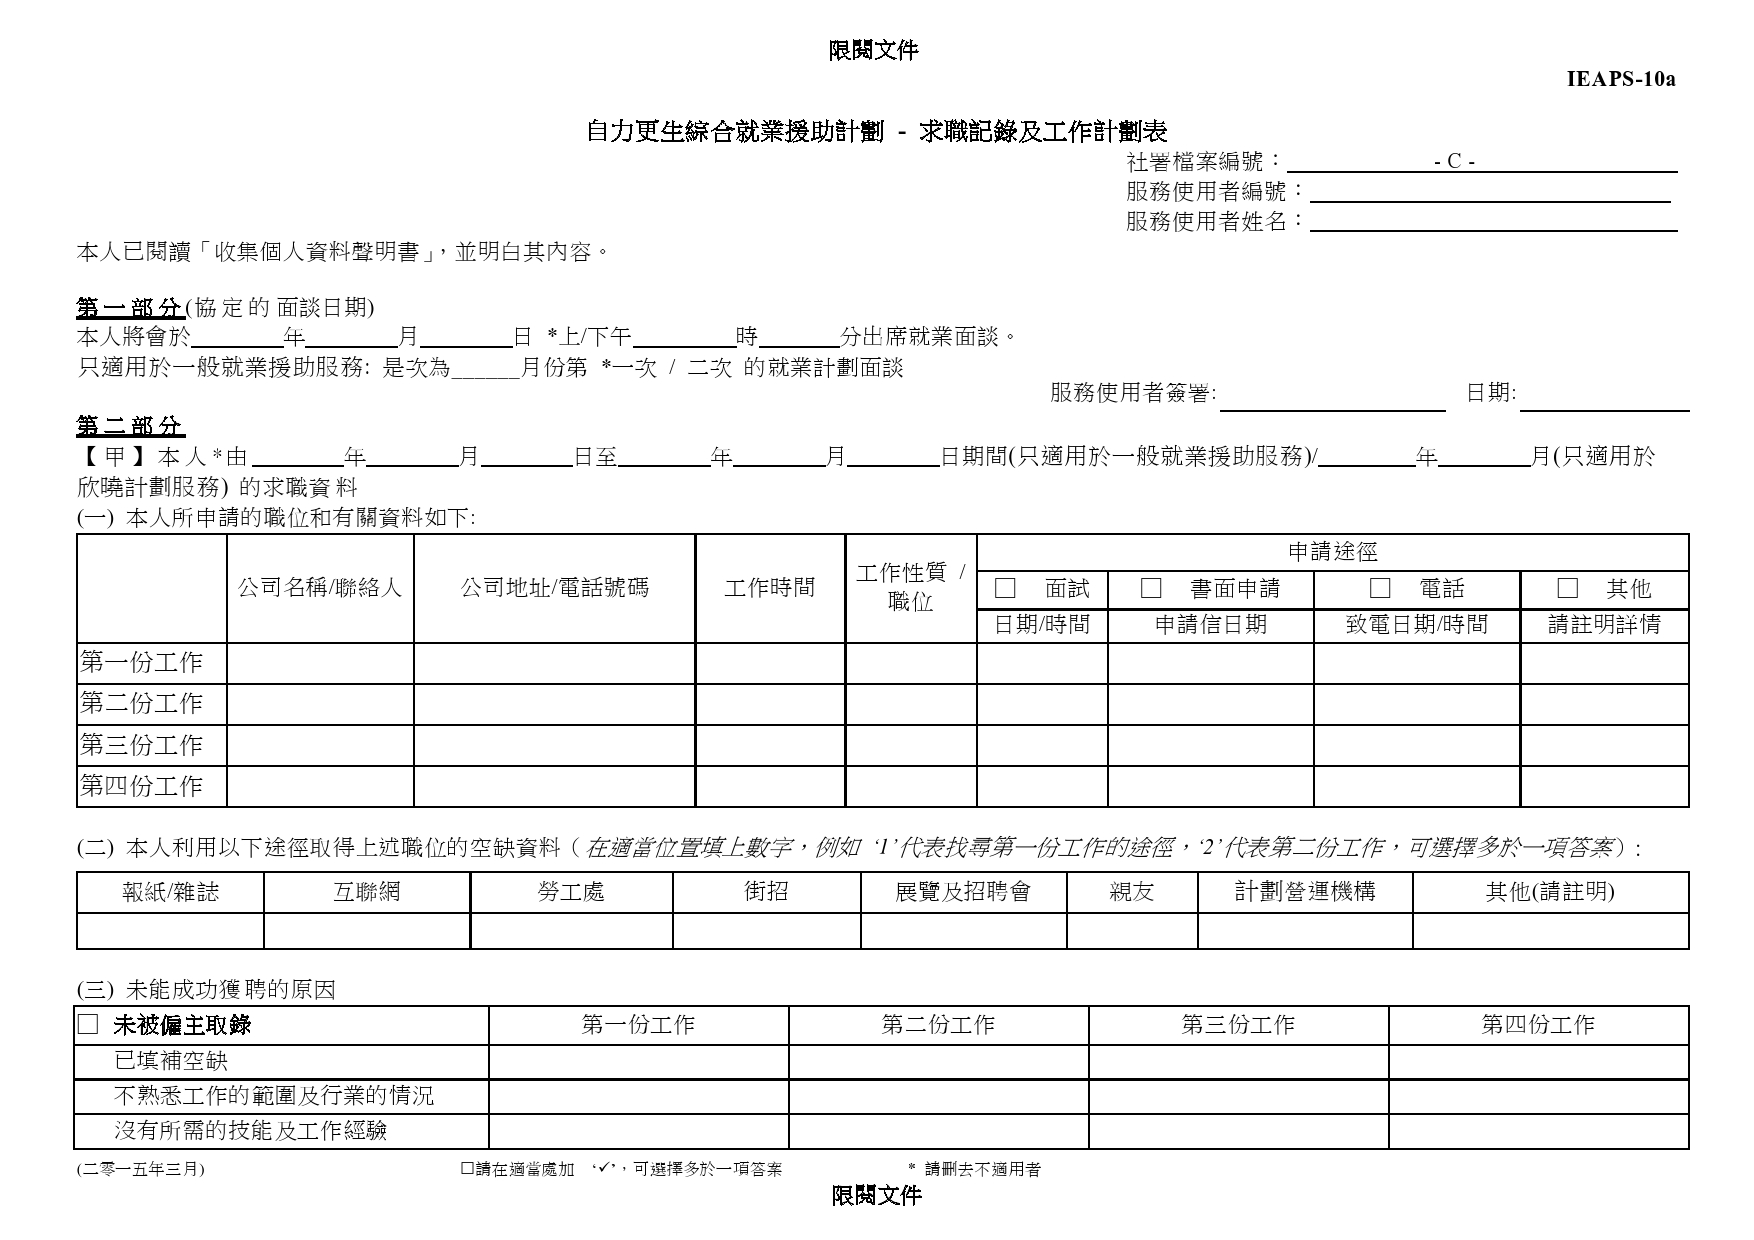 限閱文件
IEAPS-10a
自力更生綜合就業援助計劃 - 求職記錄及工作計劃表
社署檔案編號：- C -
服務使用者編號：
服務使用者姓名：
本人已閱讀「收集個人資料聲明書」，並明白其內容。
第一部分(協定的面談日期)
本人將會於________年________月________日 *上/下午________時________分出席就業面談。
只適用於一般就業援助服務: 是次為______月份第 *一次 / 二次 的就業計劃面談
服務使用者簽署: 日期:
第二部分
【甲】本人*由________年________月________日至________年________月________日期間(只適用於一般就業援助服務)/________年________月(只適用於
欣曉計劃服務) 的求職資料
(一) 本人所申請的職位和有關資料如下:
公司名稱/聯絡人 公司地址/電話號碼 工作時間 工作性質 / 職位 申請途徑
□ 面試 □ 書面申請 □ 電話 □ 其他
日期/時間 申請信日期 致電日期/時間 請註明詳情
第一份工作
第二份工作
第三份工作
第四份工作
(二) 本人利用以下途徑取得上述職位的空缺資料（在適當位置填上數字，例如 ‘1’代表找尋第一份工作的途徑，‘2’代表第二份工作，可選擇多於一項答案）:
報紙/雜誌 互聯網 勞工處 街招 展覽及招聘會 親友 計劃營運機構 其他(請註明)
(三) 未能成功獲聘的原因
□ 未被僱主取錄 第一份工作 第二份工作 第三份工作 第四份工作
已填補空缺
不熟悉工作的範圍及行業的情況
沒有所需的技能及工作經驗
(二零一五年三月) □請在適當處加 ‘✓’，可選擇多於一項答案 * 請刪去不適用者
限閱文件